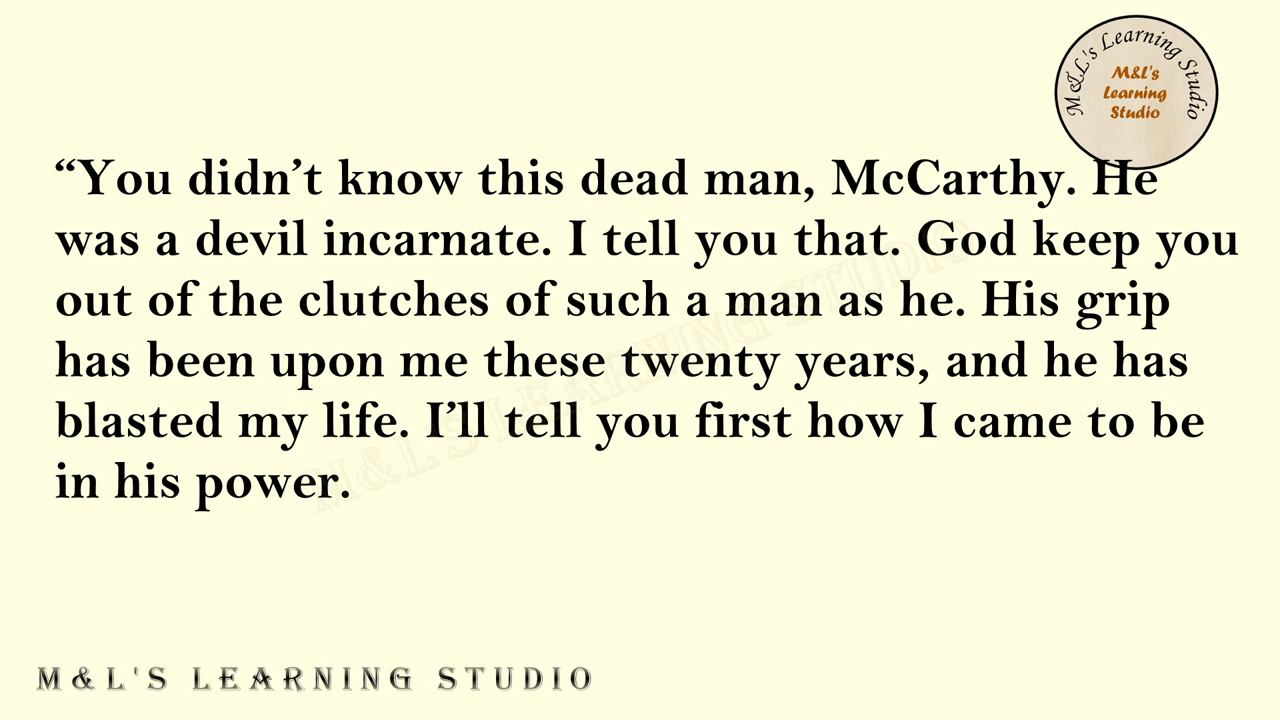 M&L's Learning Studio
M&L's
Learning
Studio
“You didn’t know this dead man, McCarthy. He
was a devil incarnate. I tell you that. God keep you
out of the clutches of such a man as he. His grip
has been upon me these twenty years, and he has
blasted my life. I’ll tell you first how I came to be
in his power.
M&L'S LEARNING STUDIO
M&L'S LEARNING STUDIO